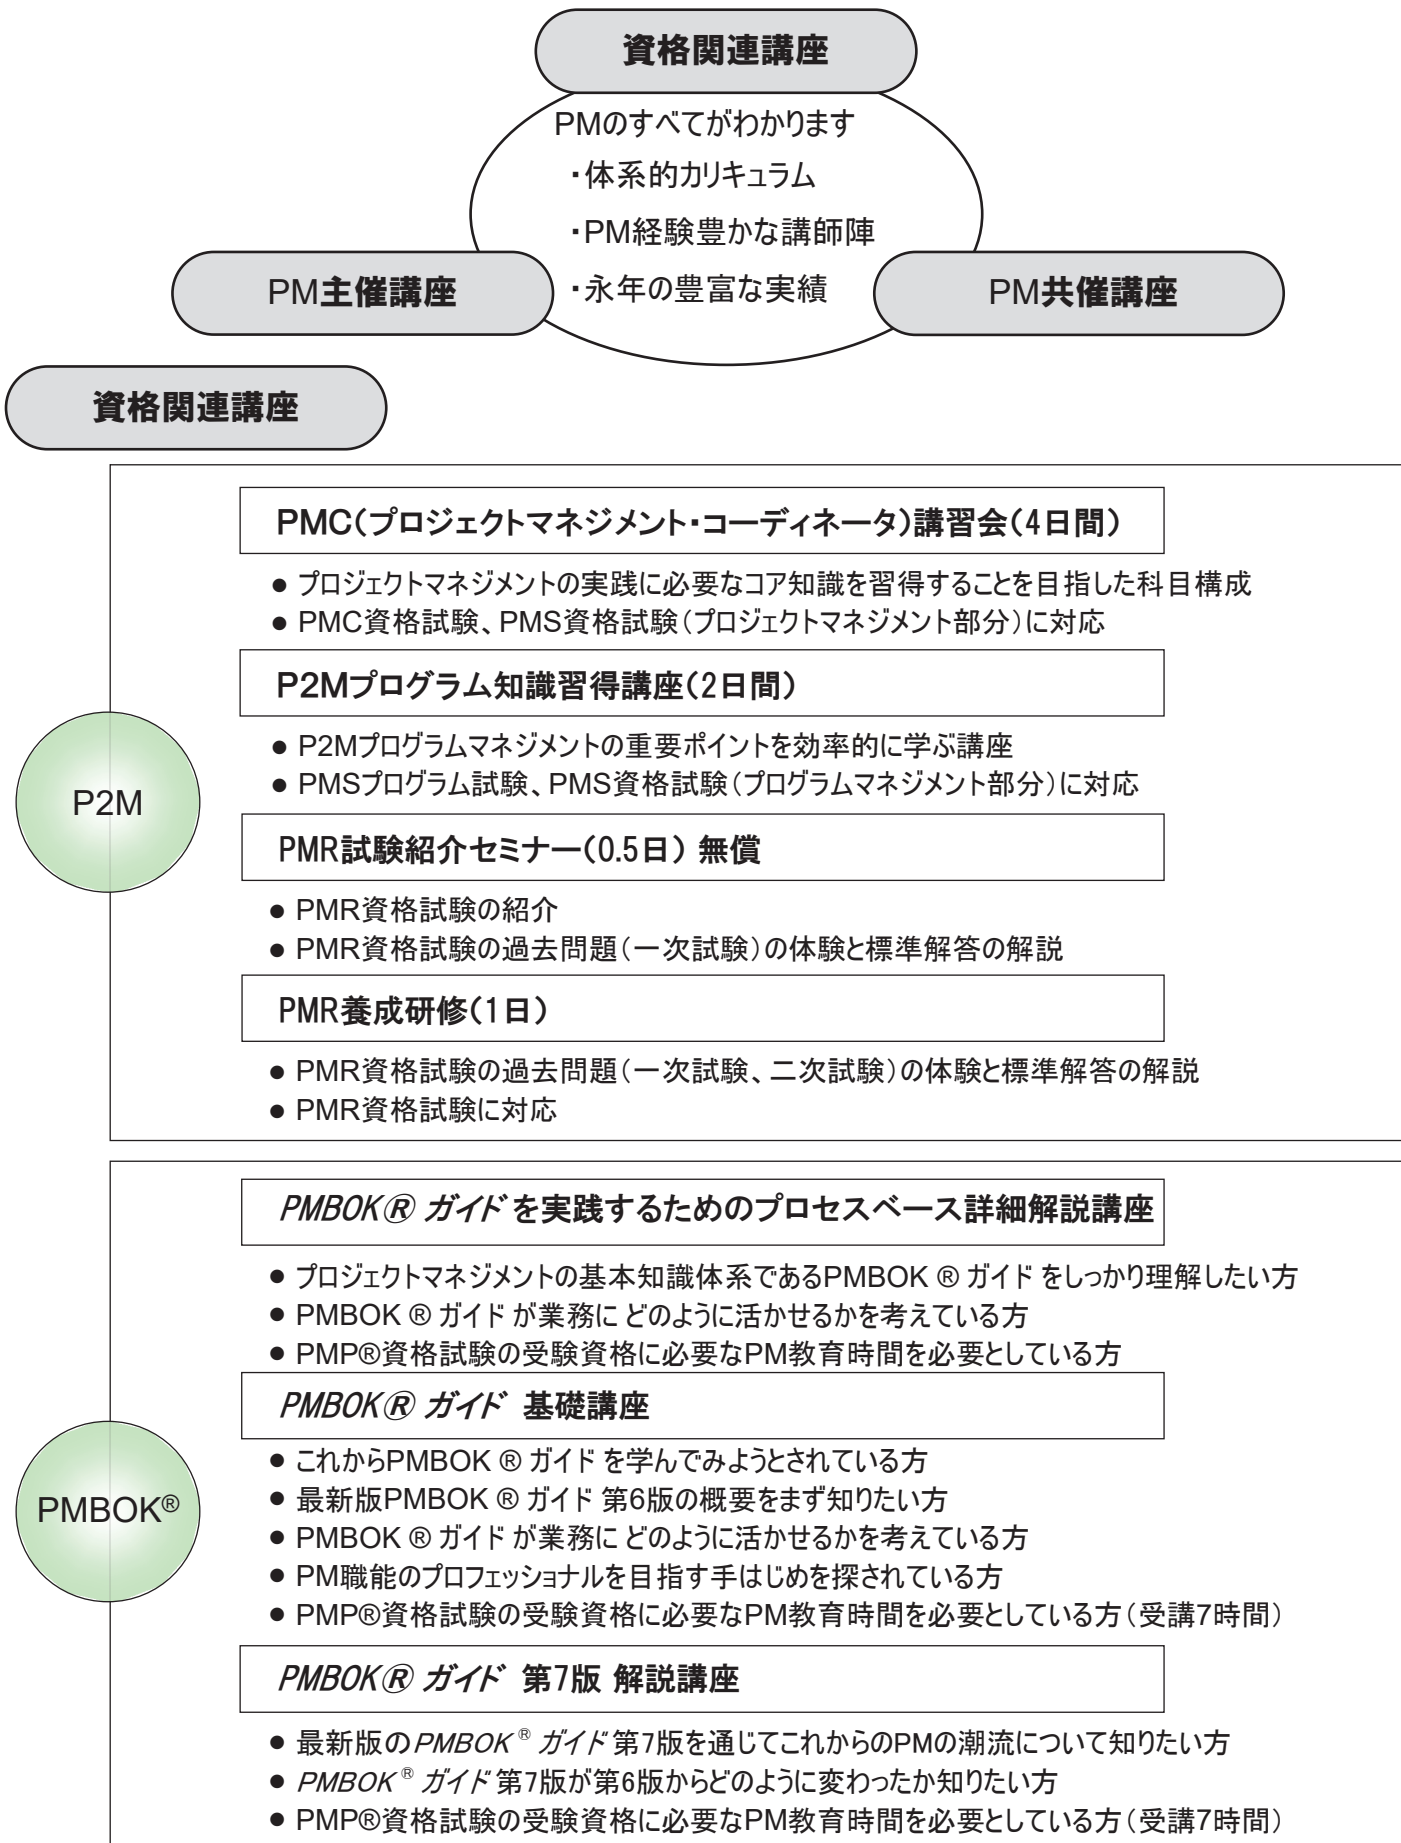 資格関連講座
PMのすべてがわかります
・体系的カリキュラム
・PM経験豊かな講師陣
・永年の豊富な実績
PM主催講座
PM共催講座
資格関連講座
P2M
PMC(プロジェクトマネジメント・コーディネータ)講習会(4日間)
● プロジェクトマネジメントの実践に必要なコア知識を習得することを目指した科目構成
● PMC資格試験、PMS資格試験(プロジェクトマネジメント部分)に対応
P2Mプログラム知識習得講座(2日間)
● P2Mプログラムマネジメントの重要ポイントを効率的に学ぶ講座
● PMSプログラム試験、PMS資格試験(プログラムマネジメント部分)に対応
PMR試験紹介セミナー(0.5日) 無償
● PMR資格試験の紹介
● PMR資格試験の過去問題(一次試験)の体験と標準解答の解説
PMR養成研修(1日)
● PMR資格試験の過去問題(一次試験、二次試験)の体験と標準解答の解説
● PMR資格試験に対応
PMBOK®
PMBOK® ガイドを実践するためのプロセスベース詳細解説講座
● プロジェクトマネジメントの基本知識体系であるPMBOK ® ガイド をしっかり理解したい方
● PMBOK ® ガイド が業務に どのように活かせるかを考えている方
● PMP®資格試験の受験資格に必要なPM教育時間を必要としている方
PMBOK® ガイド 基礎講座
● これからPMBOK ® ガイド を学んでみようとされている方
● 最新版PMBOK ® ガイド 第6版の概要をまず知りたい方
● PMBOK ® ガイド が業務に どのように活かせるかを考えている方
● PM職能のプロフェッショナルを目指す手はじめを探されている方
● PMP®資格試験の受験資格に必要なPM教育時間を必要としている方(受講7時間)
PMBOK® ガイド 第7版 解説講座
● 最新版のPMBOK ® ガイド 第7版を通じてこれからのPMの潮流について知りたい方
● PMBOK ® ガイド 第7版が第6版からどのように変わったか知りたい方
● PMP®資格試験の受験資格に必要なPM教育時間を必要としている方(受講7時間)